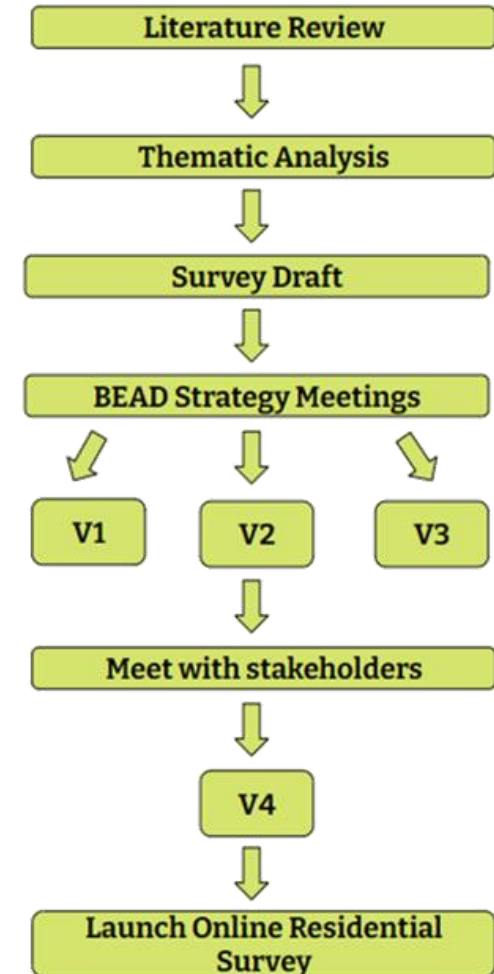 Literature Review
Thematic Analysis
Survey Draft
BEAD Strategy Meetings
V1
V2
V3
Meet with stakeholders
V4
Launch Online Residential
Survey